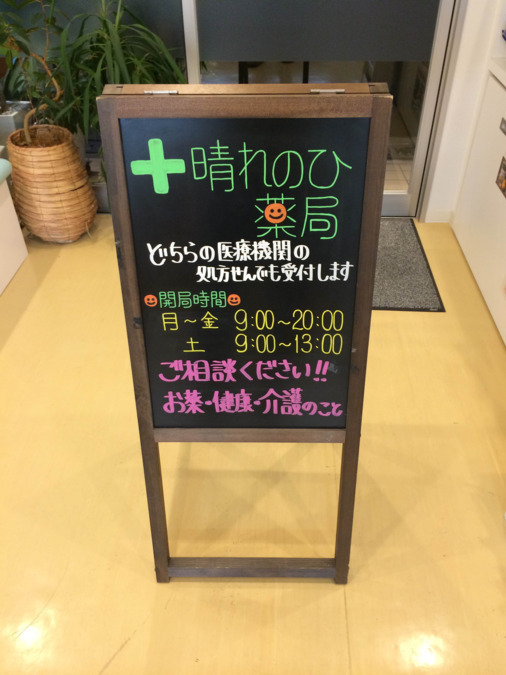 晴れのひ
薬局
どちらの医療機関の
処方せんでも受付します
開局時間
月～金 9:00～20:00
土 9:00～13:00
ご相談ください!!
お薬・健康・介護のこと